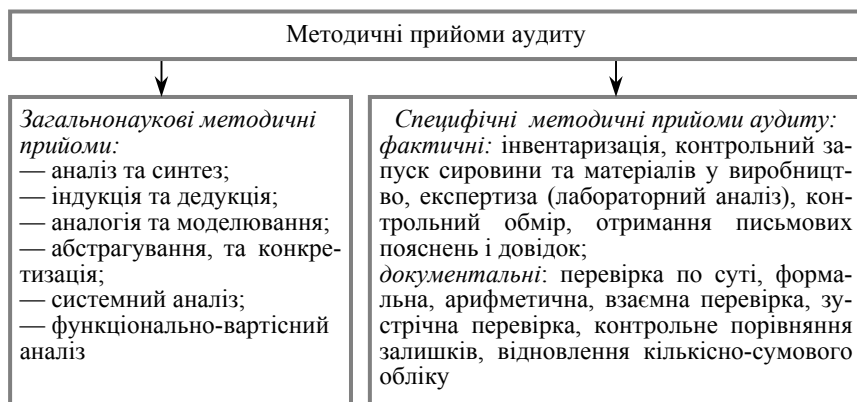 Методичні прийоми аудиту
Загальнонаукові методичні
прийоми:
— аналіз та синтез;
— індукція та дедукція;
— аналогія та моделювання;
— абстрагування, та конкре-
тизація;
— системний аналіз;
— функціонально-вартісний
аналіз
Специфічні методичні прийоми аудиту:
фактичні: інвентаризація, контрольний за-
пуск сировини та матеріалів у виробницт-
во, експертиза (лабораторний аналіз), кон-
трольний обмір, отримання письмових
пояснень і довідок;
документальні: перевірка по суті, формa-
льна, арифметична, взаємна перевірка, зу-
стрічна перевірка, контрольне порівняння
залишків, відновлення кількісно-сумового
обліку